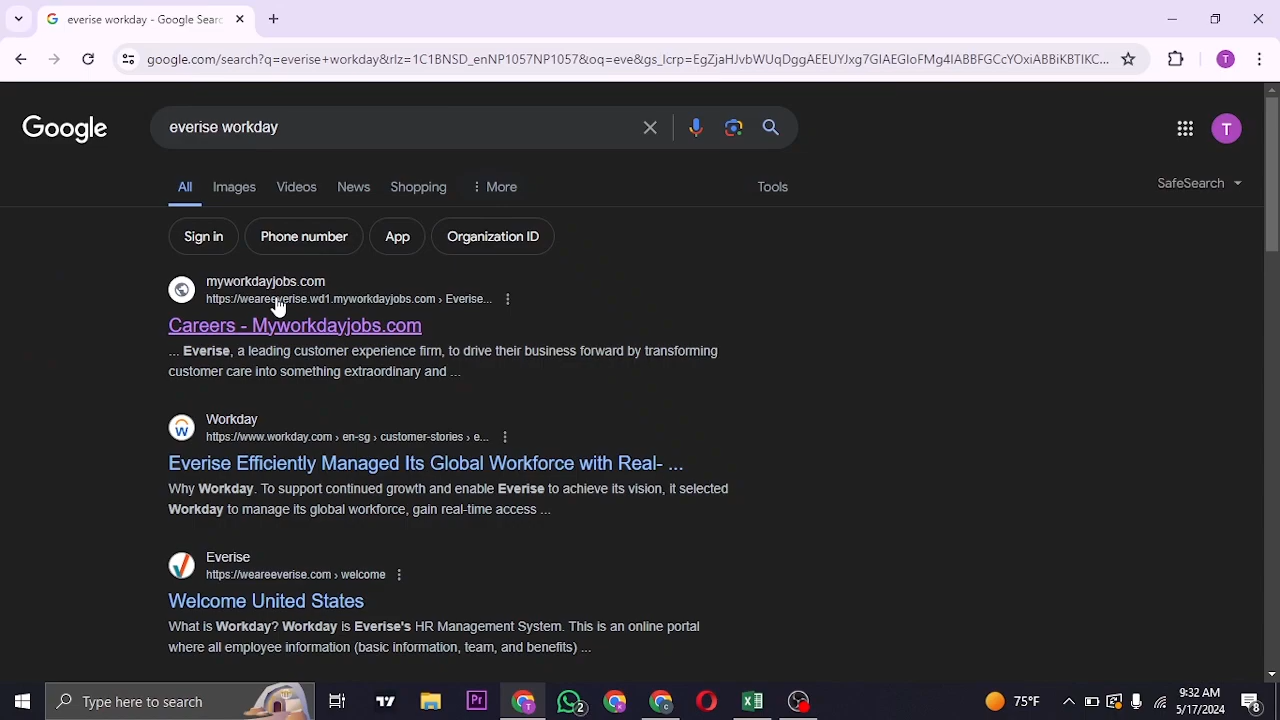 everise workday - Google Searc
google.com/search?q=everise+workday&rlz=1C1BNSD_enNP1057NP1057&oq=eve&gs_lcrp=EgZjaHJvbWUqDggAEEUYJxg7GIAEGIoFMg4IABBFGCcYOxiABBiKBTIKC...
T
Google
everise workday
T
All
Images
Videos
News
Shopping
More
Tools
SafeSearch
Sign in
Phone number
App
Organization ID
myworkdayjobs.com
https://weareeverise.wd1.myworkdayjobs.com › Everise...
Careers - Myworkdayjobs.com
... Everise, a leading customer experience firm, to drive their business forward by transforming
customer care into something extraordinary and ...
Workday
https://www.workday.com › en-sg › customer-stories › e...
Everise Efficiently Managed Its Global Workforce with Real- ...
Why Workday. To support continued growth and enable Everise to achieve its vision, it selected
Workday to manage its global workforce, gain real-time access ...
Everise
https://weareeverise.com › welcome
Welcome United States
What is Workday? Workday is Everise's HR Management System. This is an online portal
where all employee information (basic information, team, and benefits) ...
Type here to search
Pr
2
75°F
9:32 AM
5/17/2024
8